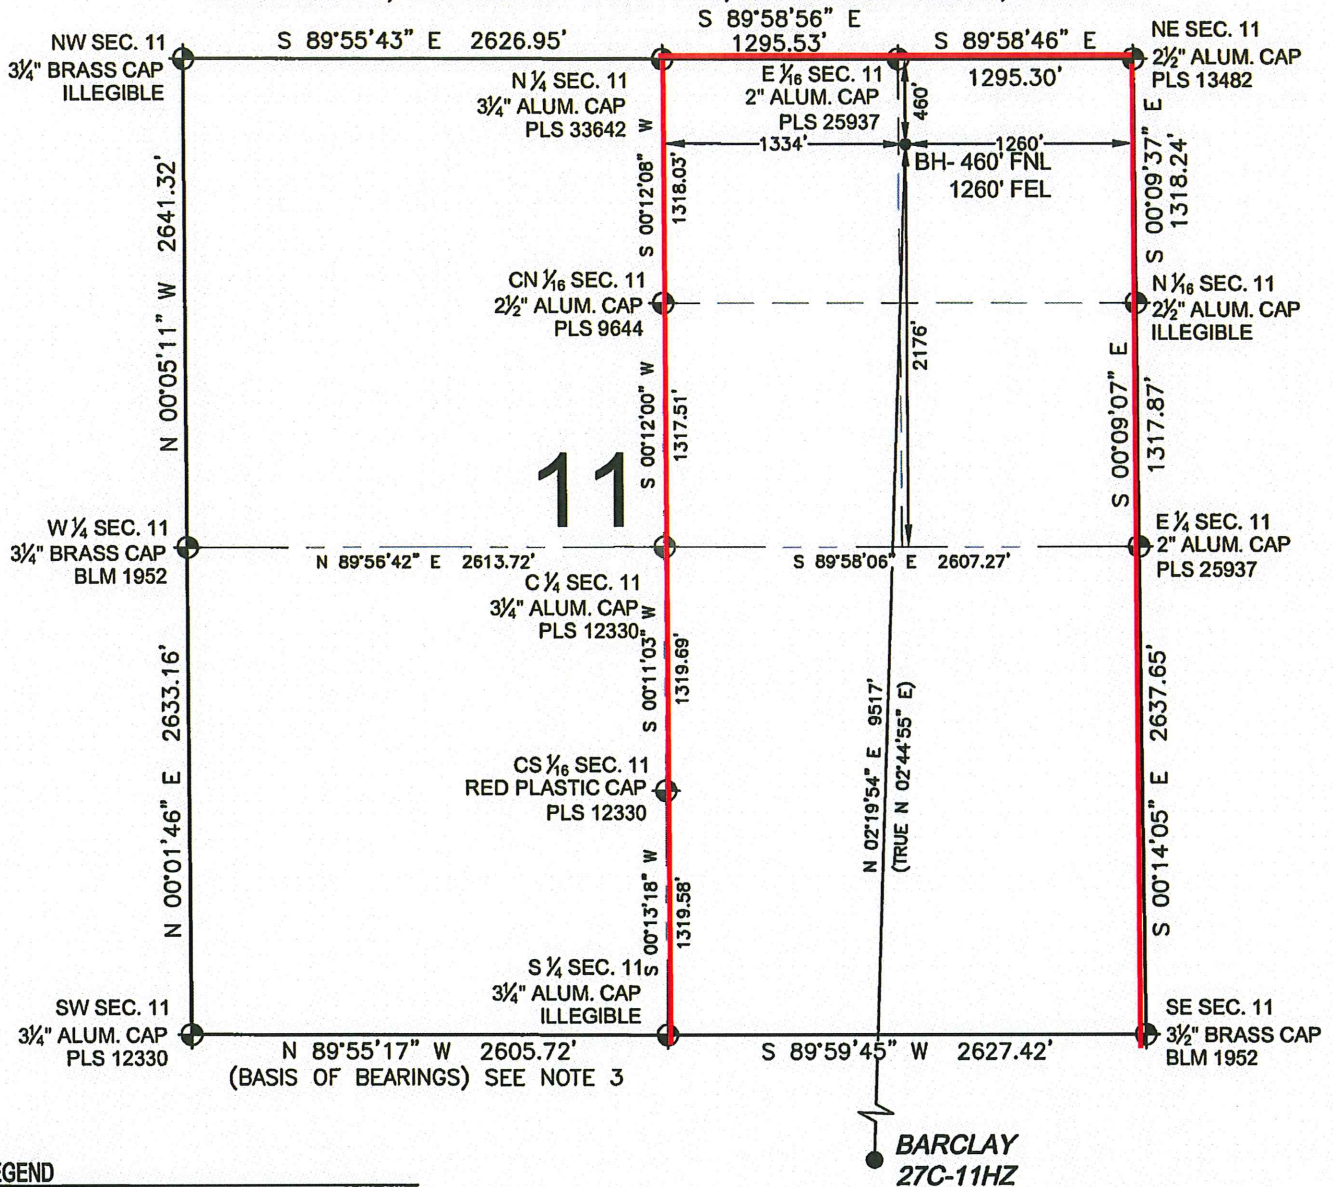 S 89°58'56" E
1295.53'
NW SEC. 11
3¼" BRASS CAP
ILLEGIBLE
S 89°55'43" E 2626.95'
S 89°58'46" E
1295.30'
NE SEC. 11
2½" ALUM. CAP
PLS 13482
N ¼ SEC. 11
3¼" ALUM. CAP
PLS 33642
E 1⁄16 SEC. 11
2" ALUM. CAP
PLS 25937
460'
1334'
1260'
BH- 460' FNL
1260' FEL
N 00°05'11" W 2641.32'
S 00°12'08" W
1318.03'
S 00°09'37" E
1318.24'
CN 1⁄16 SEC. 11
2½" ALUM. CAP
PLS 9644
N 1⁄16 SEC. 11
2½" ALUM. CAP
ILLEGIBLE
2176'
S 00°12'00" W
1317.51'
S 00°09'07" E
1317.87'
11
W ¼ SEC. 11
3¼" BRASS CAP
BLM 1952
N 89°56'42" E 2613.72'
S 89°58'06" E 2607.27'
E ¼ SEC. 11
2" ALUM. CAP
PLS 25937
C ¼ SEC. 11
3¼" ALUM. CAP
PLS 12330
S 00°11'03" W
1319.69'
N 00°01'46" E 2633.16'
N 02°19'54" E 9517'
(TRUE N 02°44'55" E)
S 00°14'05" E 2637.65'
CS 1⁄16 SEC. 11
RED PLASTIC CAP
PLS 12330
S 00°13'18" W
1319.58'
S ¼ SEC. 11
3¼" ALUM. CAP
ILLEGIBLE
SW SEC. 11
3¼" ALUM. CAP
PLS 12330
SE SEC. 11
3½" BRASS CAP
BLM 1952
N 89°55'17" W 2605.72'
(BASIS OF BEARINGS) SEE NOTE 3
S 89°59'45" W 2627.42'
BARCLAY
27C-11HZ